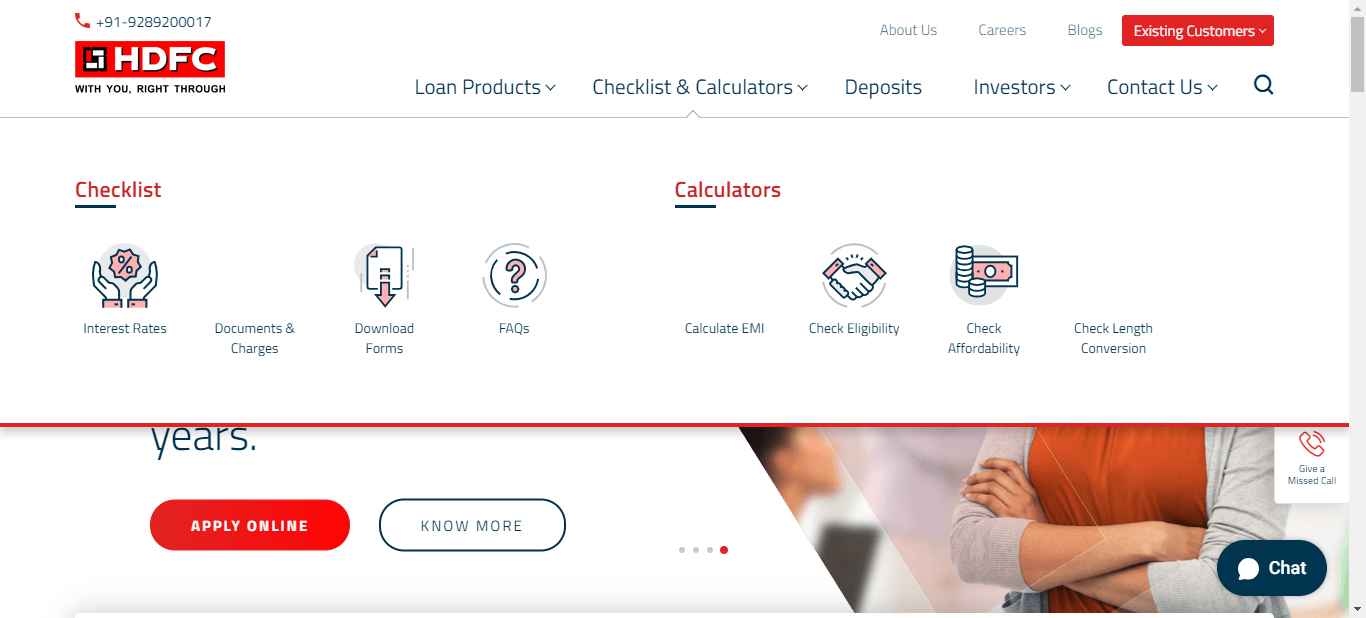 +91-9289200017
HDFC
WITH YOU, RIGHT THROUGH
About Us
Careers
Blogs
Existing Customers
Loan Products
Checklist & Calculators
Deposits
Investors
Contact Us
Checklist
Interest Rates
Documents &
Charges
Download
Forms
FAQs
Calculators
Calculate EMI
Check Eligibility
Check
Affordability
Check Length
Conversion
years.
APPLY ONLINE
KNOW MORE
Give a
Missed Call
Chat